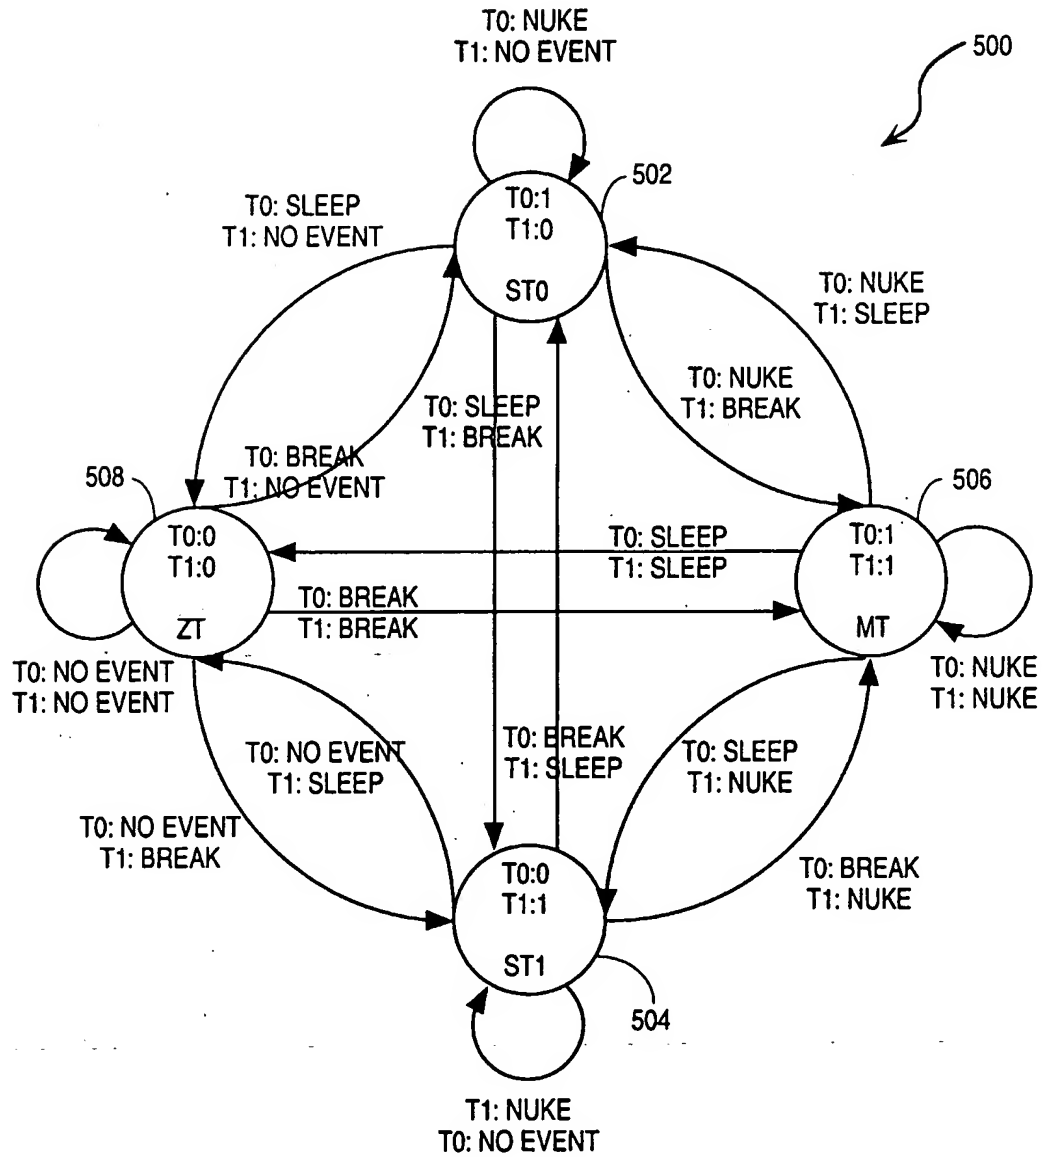 T0: NUKE
T1: NO EVENT
500
502
T0:1
T1:0
ST0
T0: SLEEP
T1: NO EVENT
T0: NUKE
T1: SLEEP
T0: NUKE
T1: BREAK
T0: SLEEP
T1: BREAK
T0: BREAK
T1: NO EVENT
508
506
T0:0
T1:0
ZT
T0: SLEEP
T1: SLEEP
T0:1
T1:1
MT
T0: BREAK
T1: BREAK
T0: NO EVENT
T1: NO EVENT
T0: NUKE
T1: NUKE
T0: NO EVENT
T1: SLEEP
T0: BREAK
T1: SLEEP
T0: SLEEP
T1: NUKE
T0: NO EVENT
T1: BREAK
T0: BREAK
T1: NUKE
T0:0
T1:1
ST1
504
T1: NUKE
T0: NO EVENT